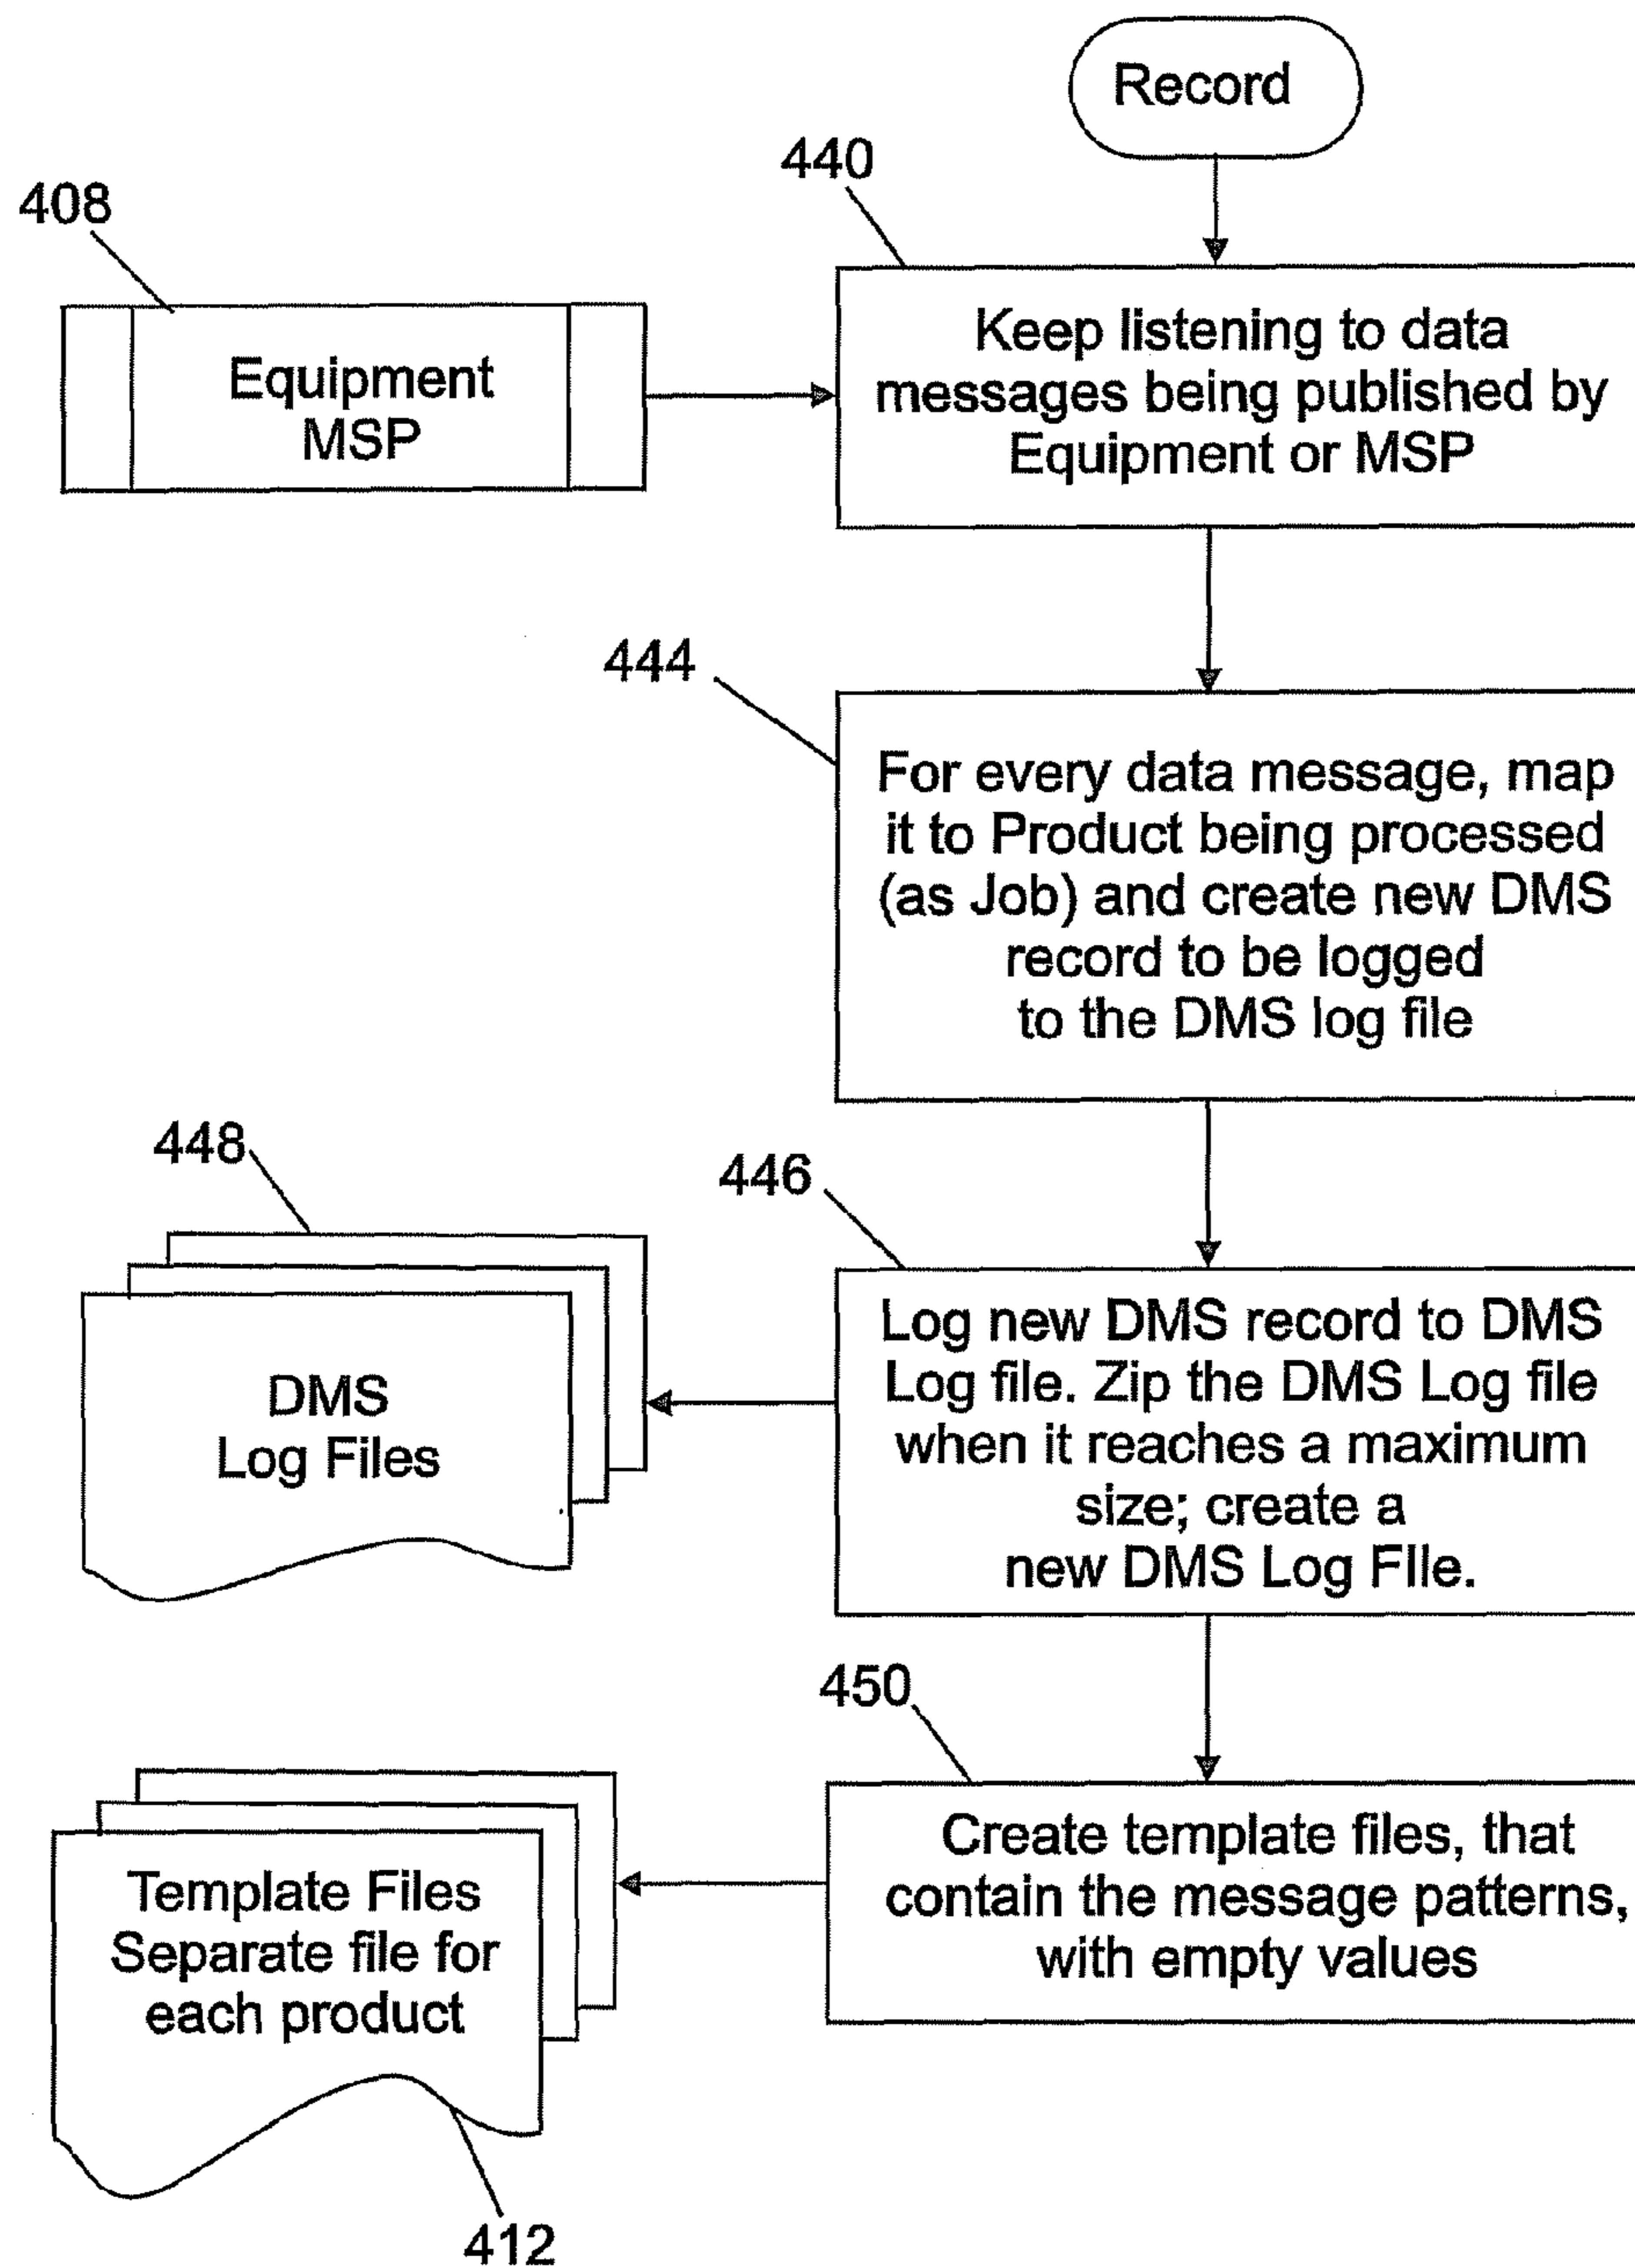 Record
440
408
Equipment
MSP
Keep listening to data
messages being published by
Equipment or MSP
444
For every data message, map
it to Product being processed
(as Job) and create new DMS
record to be logged
to the DMS log file
448
446
DMS
Log Files
Log new DMS record to DMS
Log file. Zip the DMS Log file
when it reaches a maximum
size; create a
new DMS Log FIle.
450
Template Files
Separate file for
each product
Create template files, that
contain the message patterns,
with empty values
412